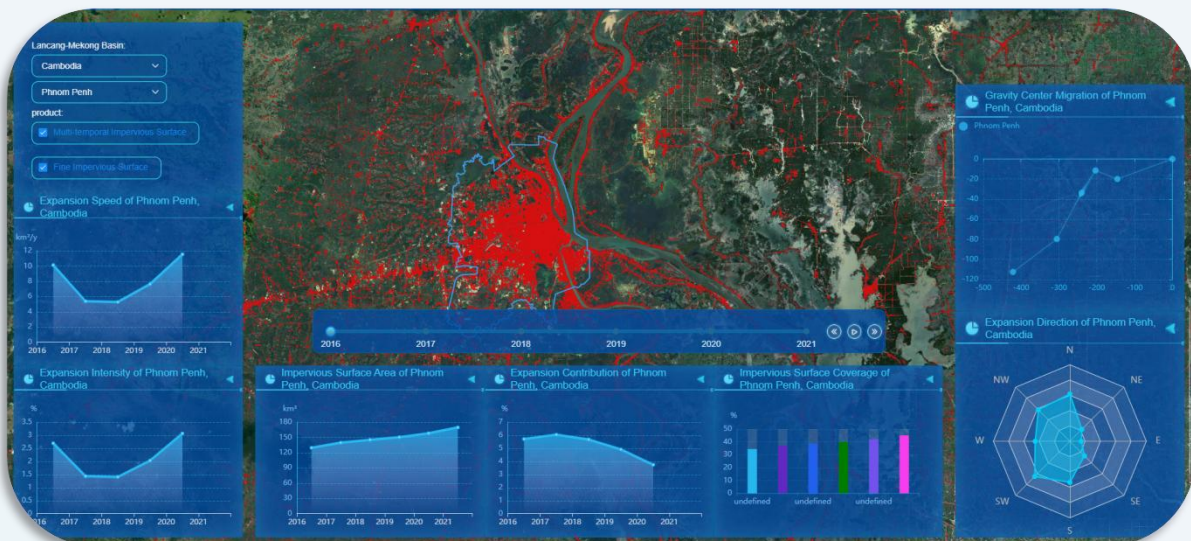 Lancang-Mekong Basin:
Cambodia
Phnom Penh
product:
Multi-temporal Impervious Surface
Fine Impervious Surface
Expansion Speed of Phnom Penh,
Cambodia
km²/y
12
10
8
6
4
2
0
2016 2017 2018 2019 2020 2021
Expansion Intensity of Phnom Penh,
Cambodia
%
3.5
3
2.5
2
1.5
1
0.5
0
2016 2017 2018 2019 2020 2021
2016 2017 2018 2019 2020 2021
Impervious Surface Area of Phnom
Penh, Cambodia
km²
180
150
120
90
60
30
0
2016 2017 2018 2019 2020 2021
Expansion Contribution of Phnom
Penh, Cambodia
%
7
6
5
4
3
2
1
0
2016 2017 2018 2019 2020 2021
Impervious Surface Coverage of
Phnom Penh, Cambodia
%
50
40
30
20
10
0
undefined undefined undefined
Gravity Center Migration of Phnom
Penh, Cambodia
Phnom Penh
0
-20
-40
-60
-80
-100
-120
-500 -400 -300 -200 -100 0
Expansion Direction of Phnom Penh,
Cambodia
N
NW NE
W E
SW SE
S